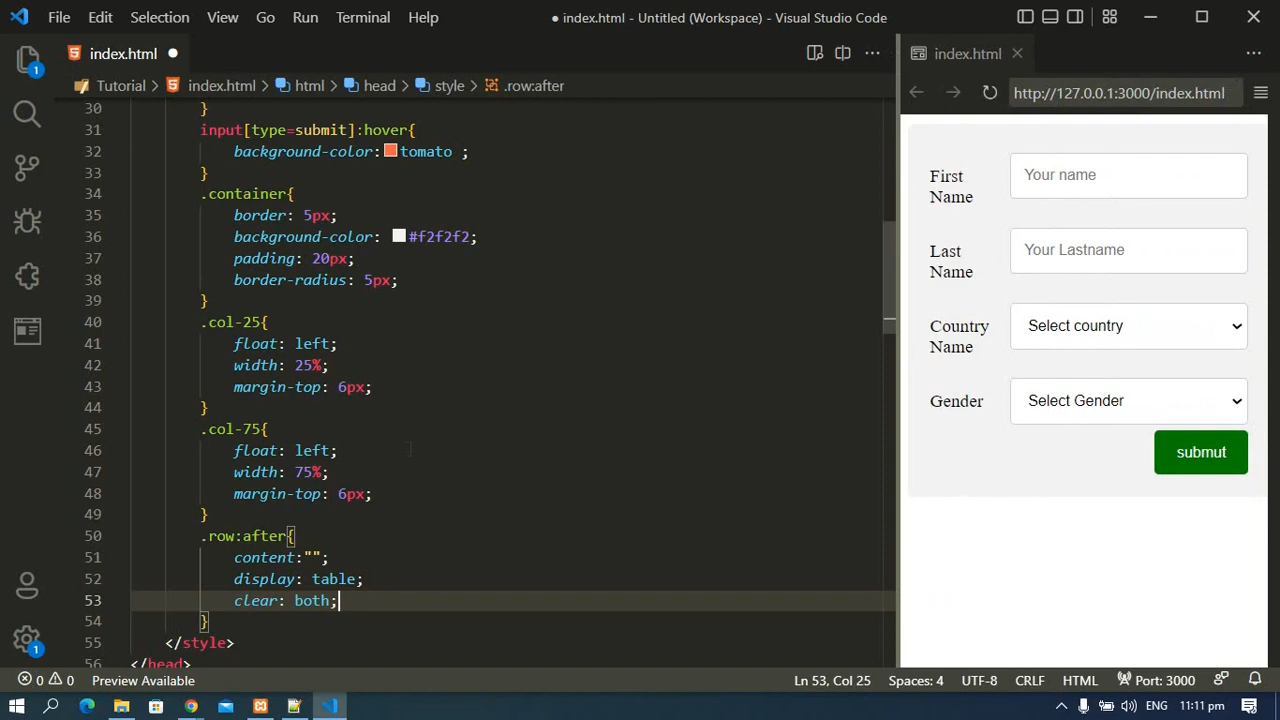 File Edit Selection View Go Run Terminal Help
● index.html - Untitled (Workspace) - Visual Studio Code
index.html ●
Tutorial > index.html > html > head > style > .row:after
30 }
31 input[type=submit]:hover{
32 background-color: tomato ;
33 }
34 .container{
35 border: 5px;
36 background-color: #f2f2f2;
37 padding: 20px;
38 border-radius: 5px;
39 }
40 .col-25{
41 float: left;
42 width: 25%;
43 margin-top: 6px;
44 }
45 .col-75{
46 float: left;
47 width: 75%;
48 margin-top: 6px;
49 }
50 .row:after{
51 content:"";
52 display: table;
53 clear: both;
54 }
55 </style>
56 </head>
index.html
http://127.0.0.1:3000/index.html
First
Name
Your name
Last
Name
Your Lastname
Country
Name
Select country
Gender
Select Gender
submut
1
1
0 0 Preview Available
Ln 53, Col 25 Spaces: 4 UTF-8 CRLF HTML Port: 3000
ENG 11:11 pm